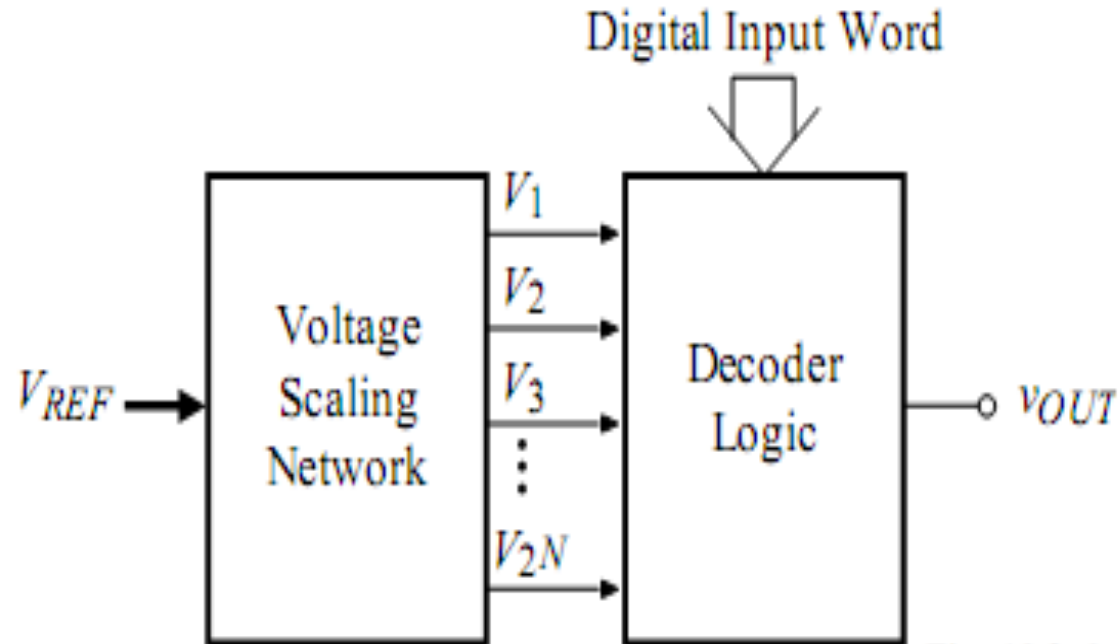 Digital Input Word
V1
V2
V3
V2N
Voltage
Scaling
Network
Decoder
Logic
VREF
vOUT